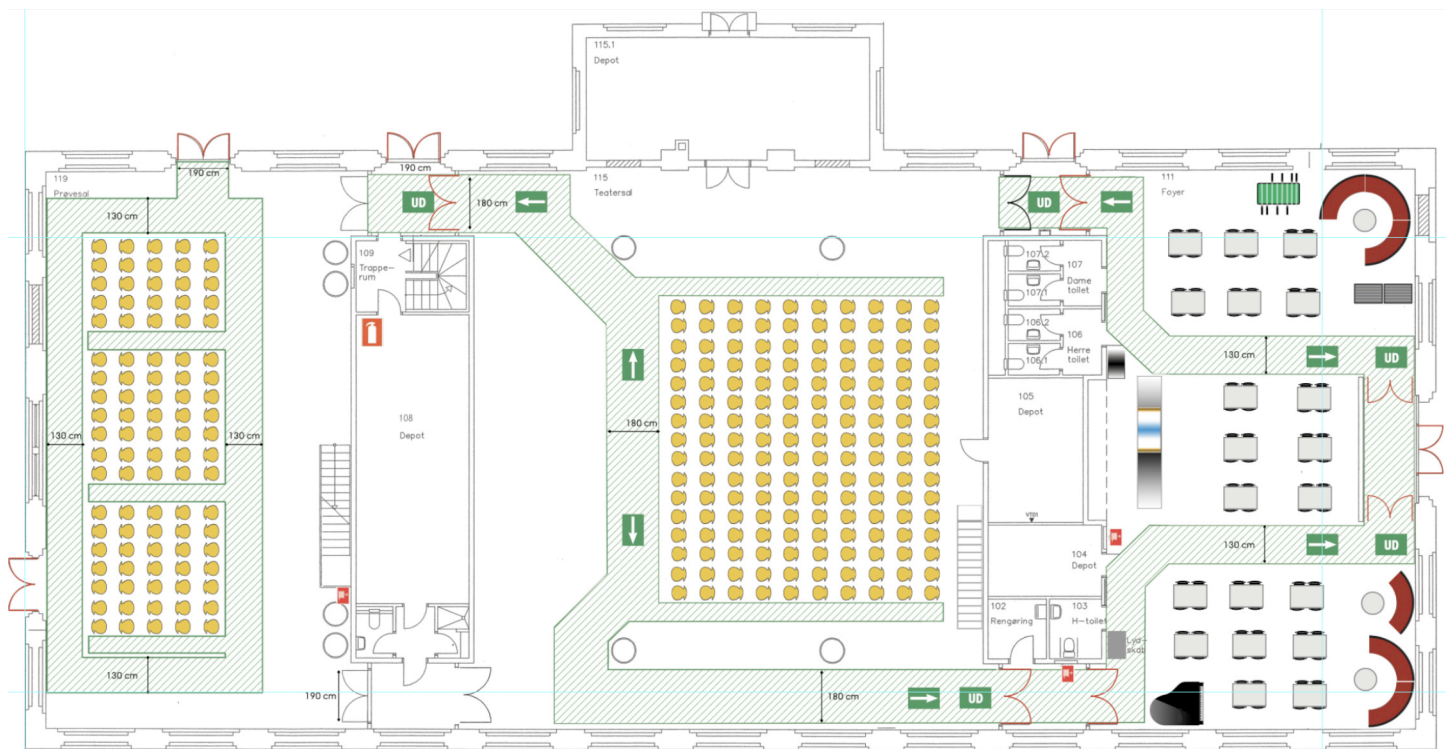 115.1
Depot
119
Prøvesal
190 cm
190 cm
115
Teatersal
111
Foyer
UD
180 cm
UD
130 cm
109
Trappe-
rum
107.2
107
Dame
toilet
107.1
106.2
106
Herre
toilet
106.1
130 cm
UD
108
Depot
105
Depot
130 cm
130 cm
180 cm
VT01
130 cm
UD
104
Depot
102
Rengøring
103
H-toilet
Lyd-
skab
130 cm
190 cm
180 cm
UD